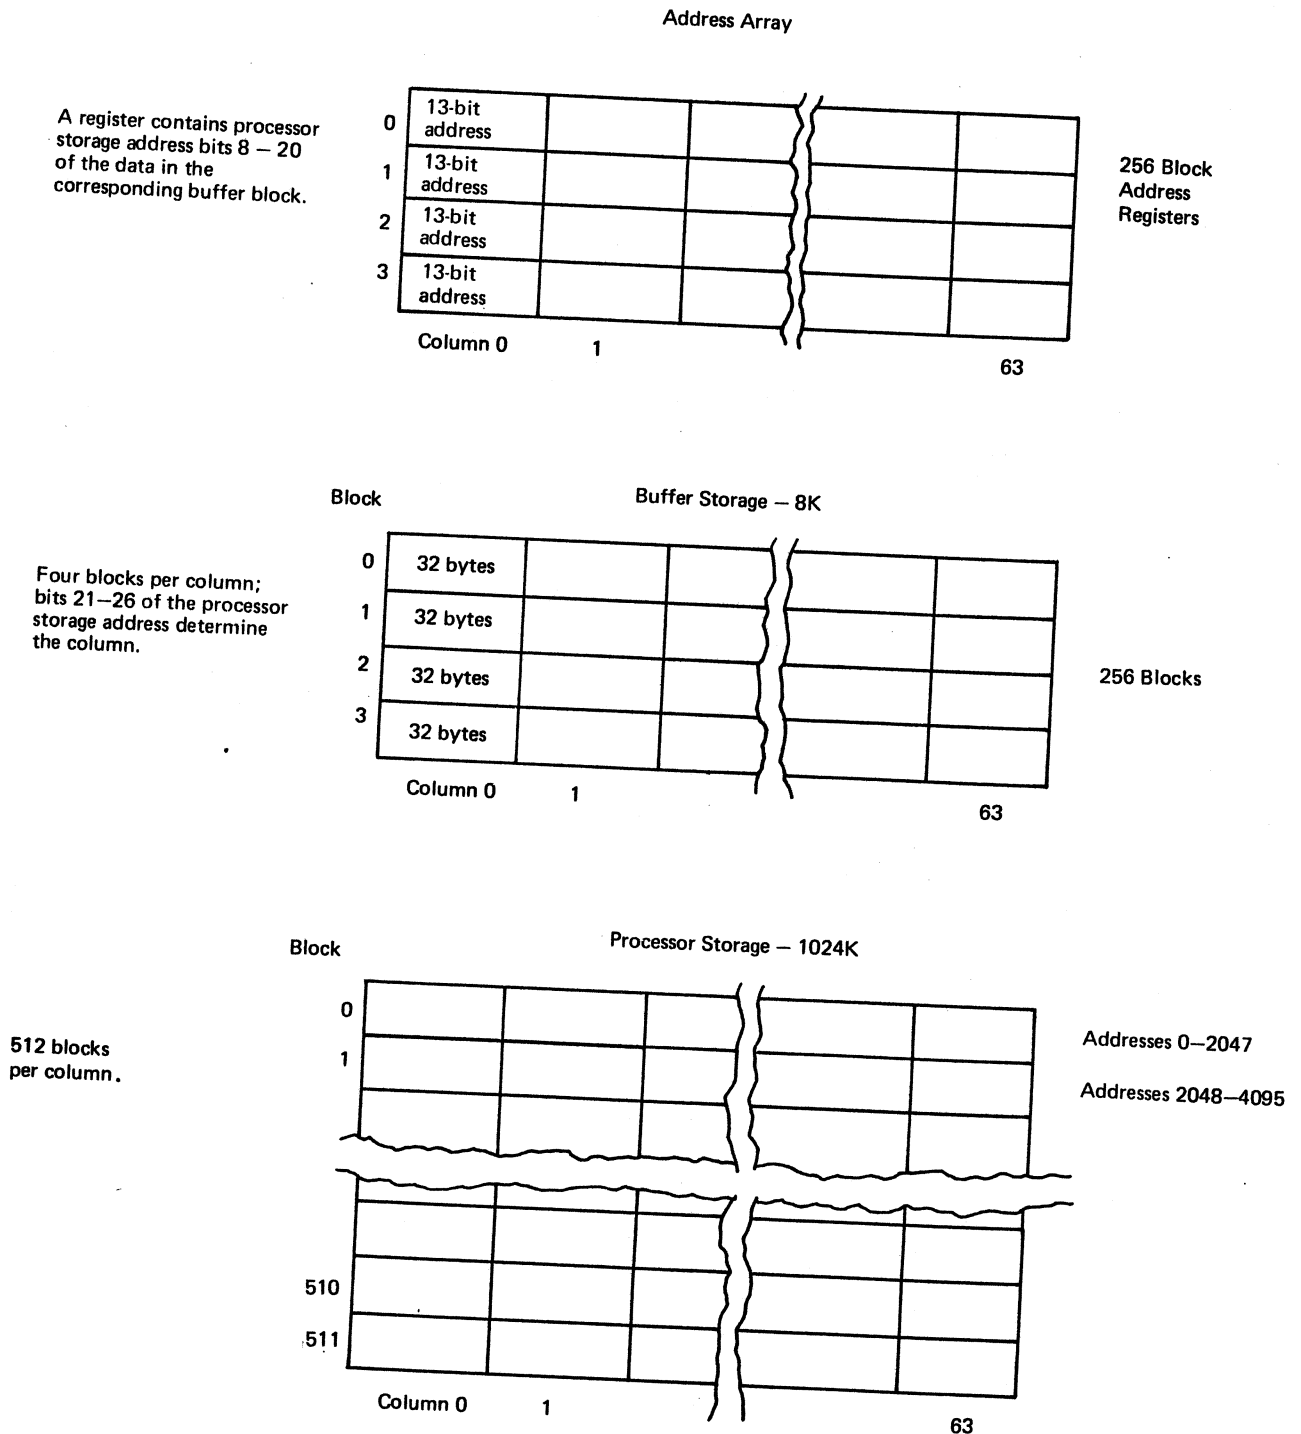 Address Array
A register contains processor
storage address bits 8 — 20
of the data in the
corresponding buffer block.
0
13-bit
address
1
13-bit
address
2
13-bit
address
3
13-bit
address
256 Block
Address
Registers
Column 0
1
63
Block
Buffer Storage — 8K
Four blocks per column;
bits 21—26 of the processor
storage address determine
the column.
0
32 bytes
1
32 bytes
2
32 bytes
3
32 bytes
256 Blocks
Column 0
1
63
Block
Processor Storage — 1024K
512 blocks
per column.
0
Addresses 0—2047
1
Addresses 2048—4095
510
511
Column 0
1
63